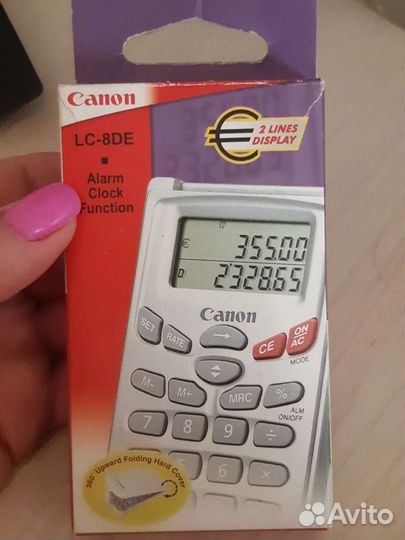 Canon
LC-8DE
2 LINES
DISPLAY
Alarm
Clock
Function
€ 355.00
D 2328.65
Canon
SET
RATE
→
CE
ON
AC
MODE
M-
M+
MRC
%
ALM
ON/OFF
7
8
9
÷
5
6
×
360° Upward Folding Hard Cover
Avito